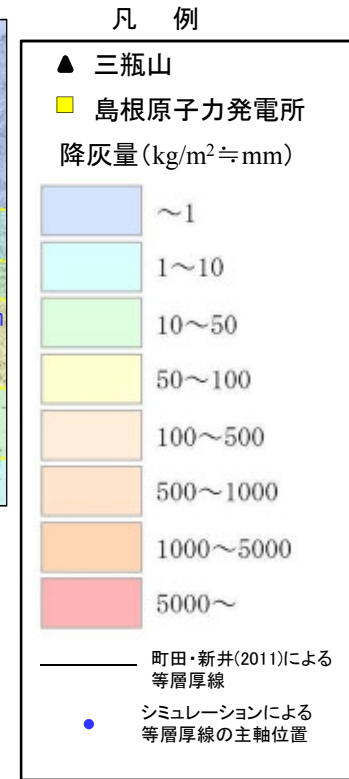 凡 例
▲ 三瓶山
島根原子力発電所
降灰量(kg/m²≒mm)
～1
1～10
10～50
50～100
100～500
500～1000
1000～5000
5000～
町田・新井(2011)による
等層厚線
シミュレーションによる
等層厚線の主軸位置